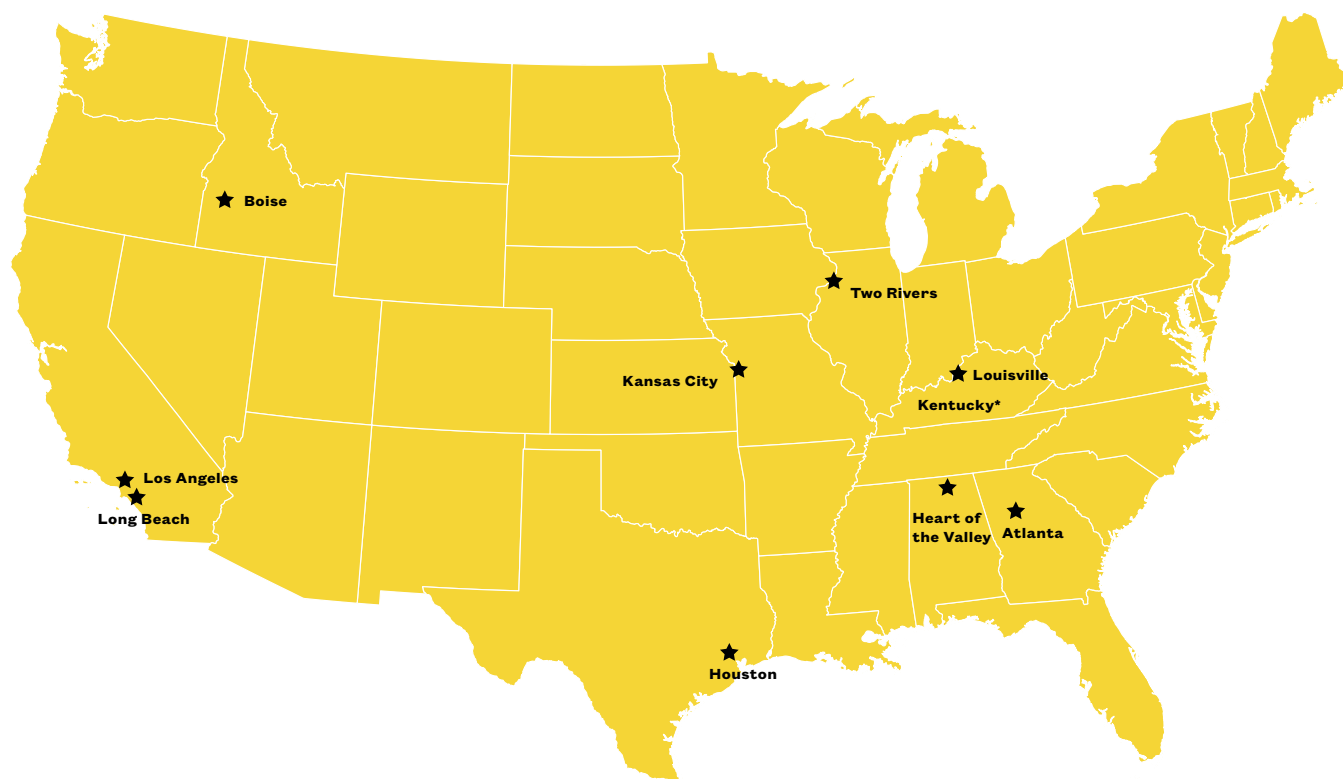 Boise
Two Rivers
Kansas City
Louisville
Kentucky*
Los Angeles
Long Beach
Heart of
the Valley
Atlanta
Houston